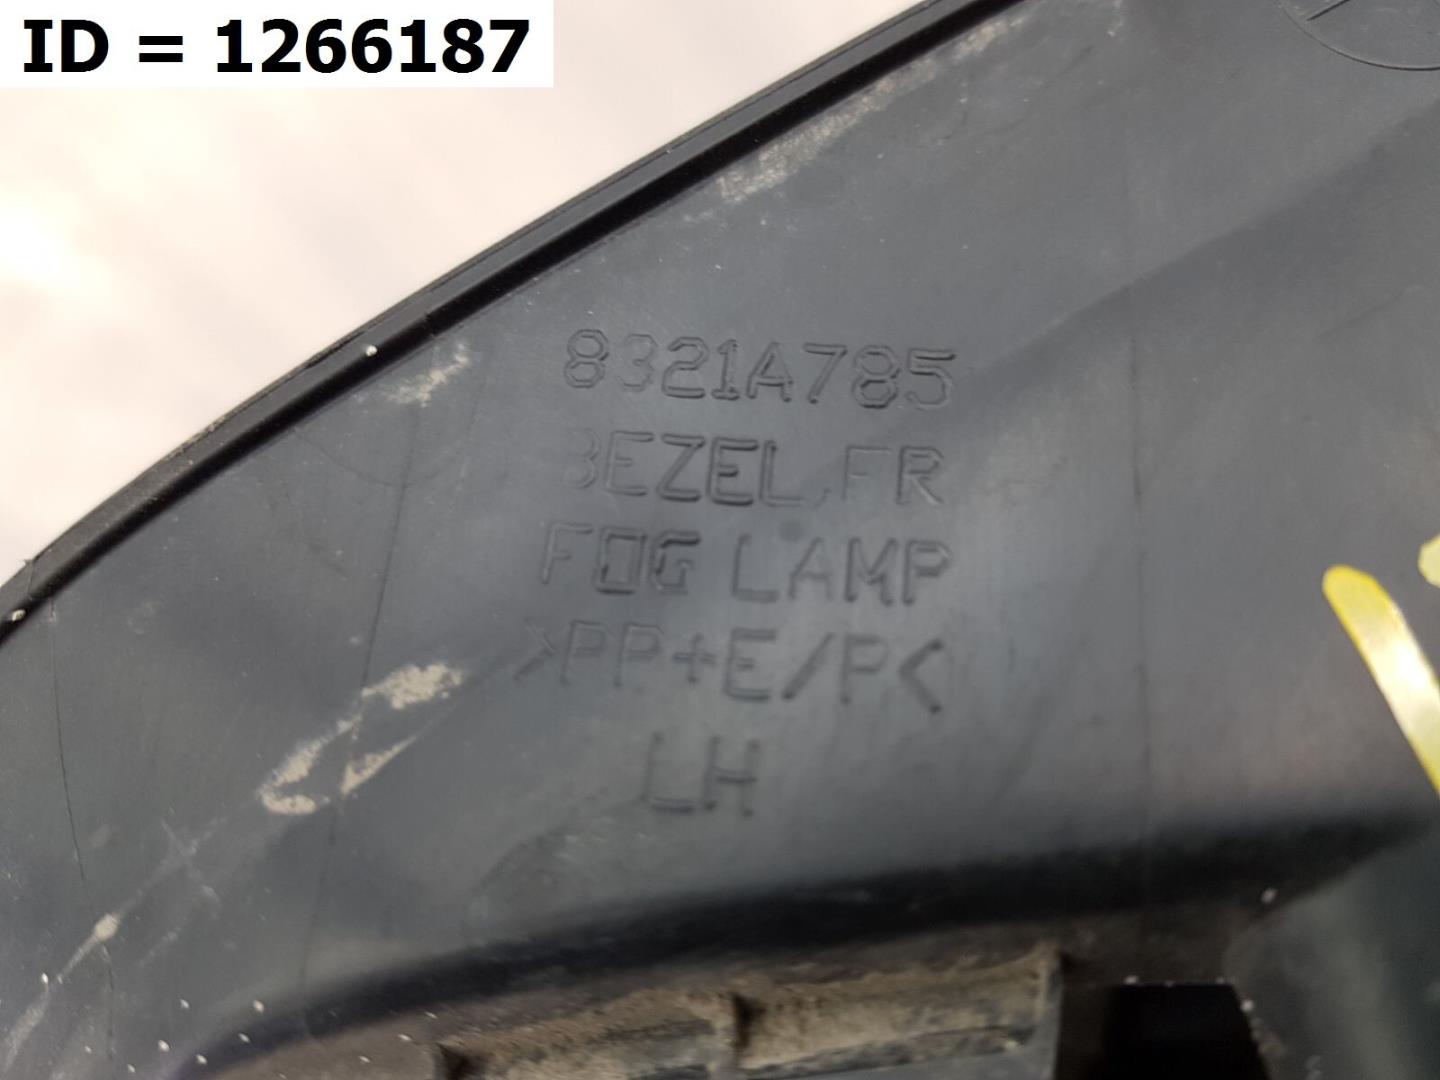 ID = 1266187
8321A785
BEZEL,FR
FOG LAMP
>PP+E/P<
LH